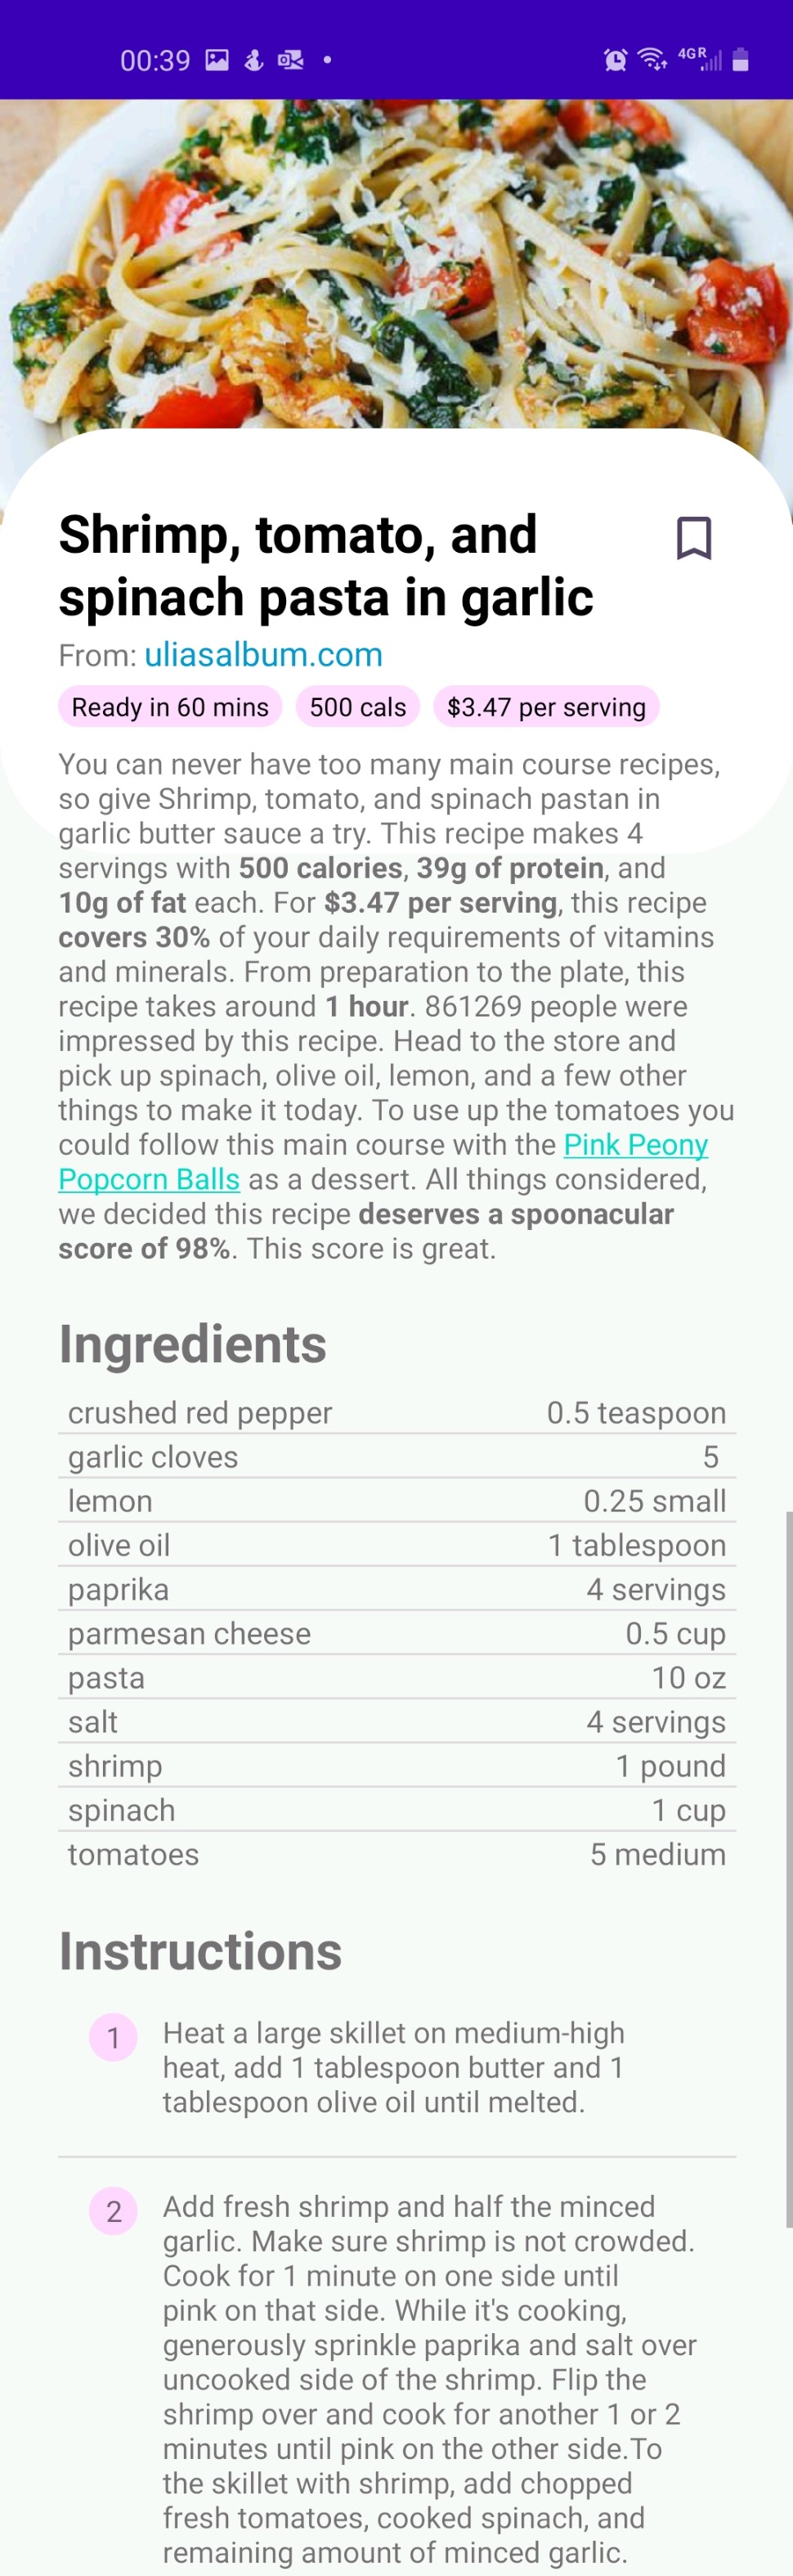 00:39
4GR
Shrimp, tomato, and
spinach pasta in garlic
From: uliasalbum.com
Ready in 60 mins 500 cals $3.47 per serving
You can never have too many main course recipes,
so give Shrimp, tomato, and spinach pastan in
garlic butter sauce a try. This recipe makes 4
servings with 500 calories, 39g of protein, and
10g of fat each. For $3.47 per serving, this recipe
covers 30% of your daily requirements of vitamins
and minerals. From preparation to the plate, this
recipe takes around 1 hour. 861269 people were
impressed by this recipe. Head to the store and
pick up spinach, olive oil, lemon, and a few other
things to make it today. To use up the tomatoes you
could follow this main course with the Pink Peony
Popcorn Balls as a dessert. All things considered,
we decided this recipe deserves a spoonacular
score of 98%. This score is great.
Ingredients
crushed red pepper 0.5 teaspoon
garlic cloves 5
lemon 0.25 small
olive oil 1 tablespoon
paprika 4 servings
parmesan cheese 0.5 cup
pasta 10 oz
salt 4 servings
shrimp 1 pound
spinach 1 cup
tomatoes 5 medium
Instructions
1 Heat a large skillet on medium-high
heat, add 1 tablespoon butter and 1
tablespoon olive oil until melted.
2 Add fresh shrimp and half the minced
garlic. Make sure shrimp is not crowded.
Cook for 1 minute on one side until
pink on that side. While it's cooking,
generously sprinkle paprika and salt over
uncooked side of the shrimp. Flip the
shrimp over and cook for another 1 or 2
minutes until pink on the other side.To
the skillet with shrimp, add chopped
fresh tomatoes, cooked spinach, and
remaining amount of minced garlic.